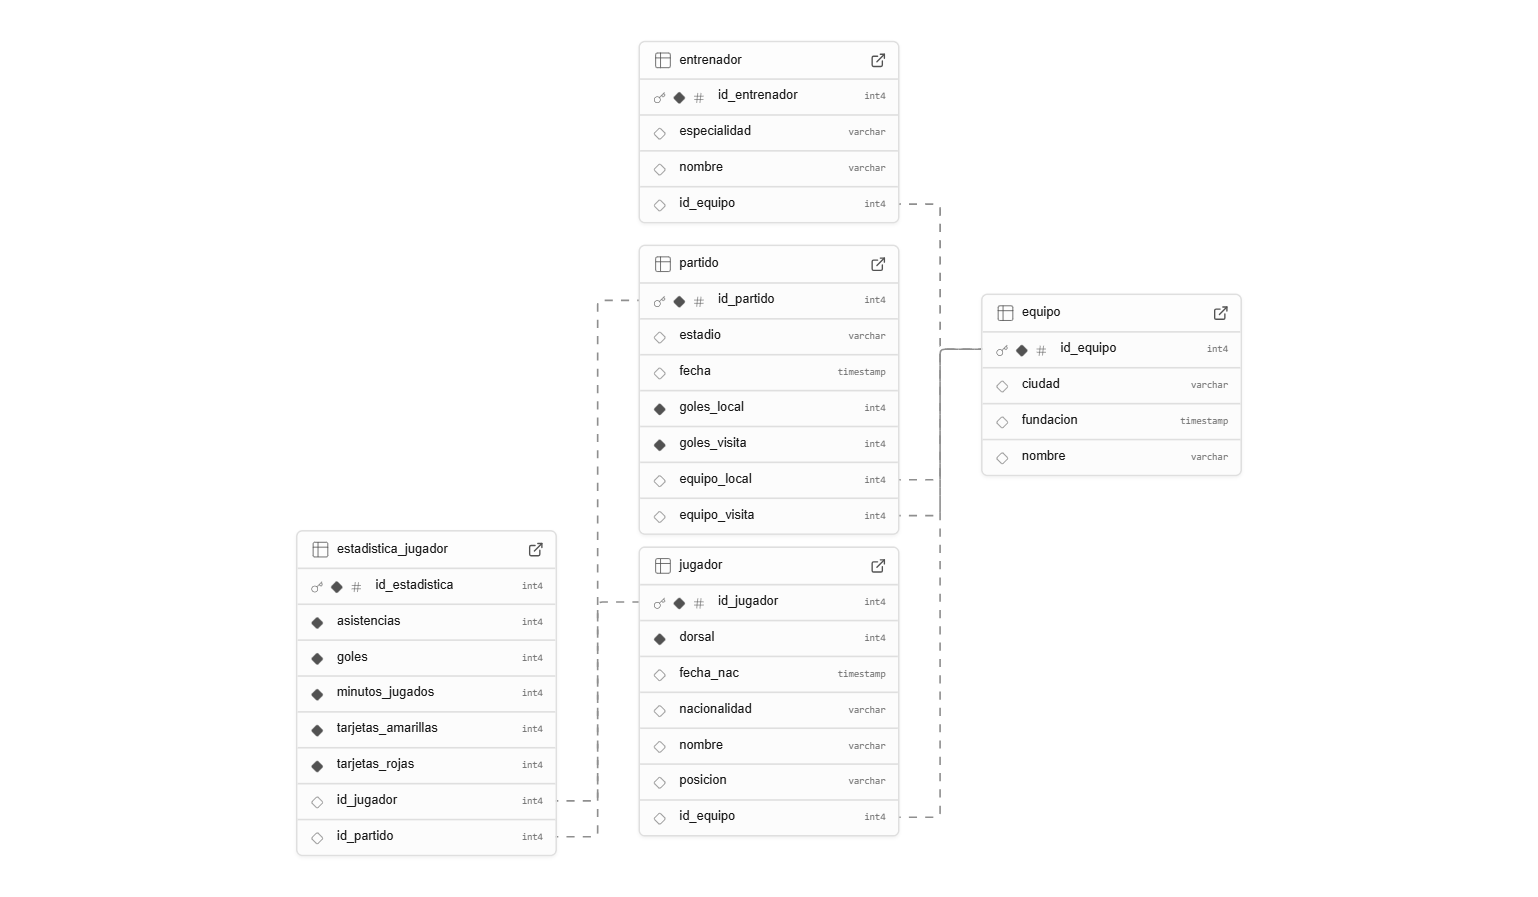 entrenador
id_entrenador int4
especialidad varchar
nombre varchar
id_equipo int4
partido
id_partido int4
estadio varchar
fecha timestamp
goles_local int4
goles_visita int4
equipo_local int4
equipo_visita int4
equipo
id_equipo int4
ciudad varchar
fundacion timestamp
nombre varchar
estadistica_jugador
id_estadistica int4
asistencias int4
goles int4
minutos_jugados int4
tarjetas_amarillas int4
tarjetas_rojas int4
id_jugador int4
id_partido int4
jugador
id_jugador int4
dorsal int4
fecha_nac timestamp
nacionalidad varchar
nombre varchar
posicion varchar
id_equipo int4